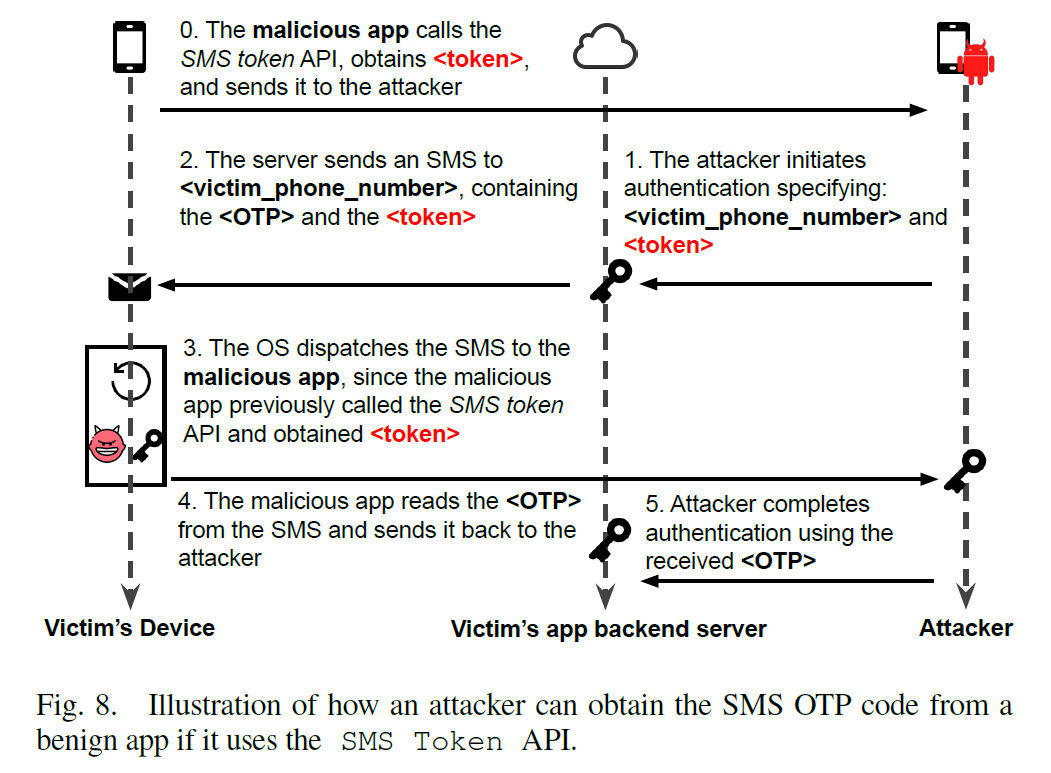 0. The malicious app calls the
SMS token API, obtains <token>,
and sends it to the attacker
2. The server sends an SMS to
<victim_phone_number>, containing
the <OTP> and the <token>
1. The attacker initiates
authentication specifying:
<victim_phone_number> and
<token>
3. The OS dispatches the SMS to the
malicious app, since the malicious
app previously called the SMS token
API and obtained <token>
4. The malicious app reads the <OTP>
from the SMS and sends it back to the
attacker
5. Attacker completes
authentication using the
received <OTP>
Victim’s Device
Victim’s app backend server
Attacker
Fig. 8. Illustration of how an attacker can obtain the SMS OTP code from a
benign app if it uses the SMS Token API.